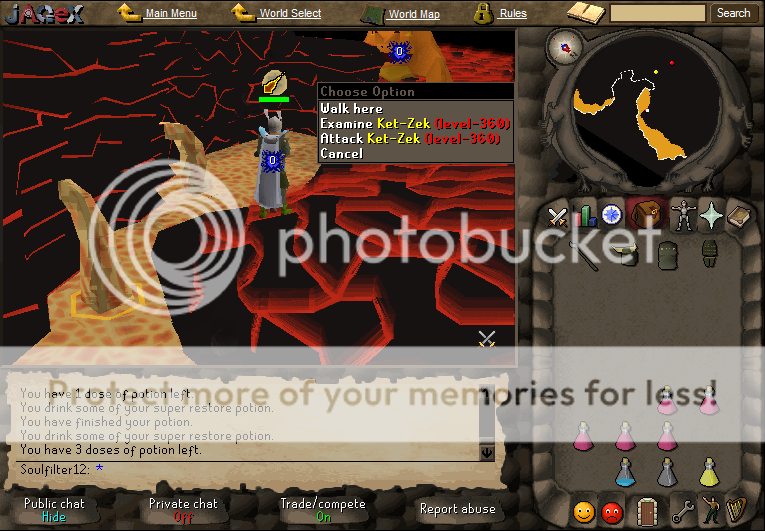 JAGEX
Main Menu
World Select
World Map
Rules
Search
0
Choose Option
Walk here
Examine Ket-Zek (level-360)
Attack Ket-Zek (level-360)
Cancel
0
photobucket
Protect more of your memories for less!
You have 1 dose of potion left.
You drink some of your super restore potion.
You have finished your potion.
You drink some of your super restore potion.
You have 3 doses of potion left.
Soulfilter12: *
Public chat
Hide
Private chat
Off
Trade/compete
On
Report abuse